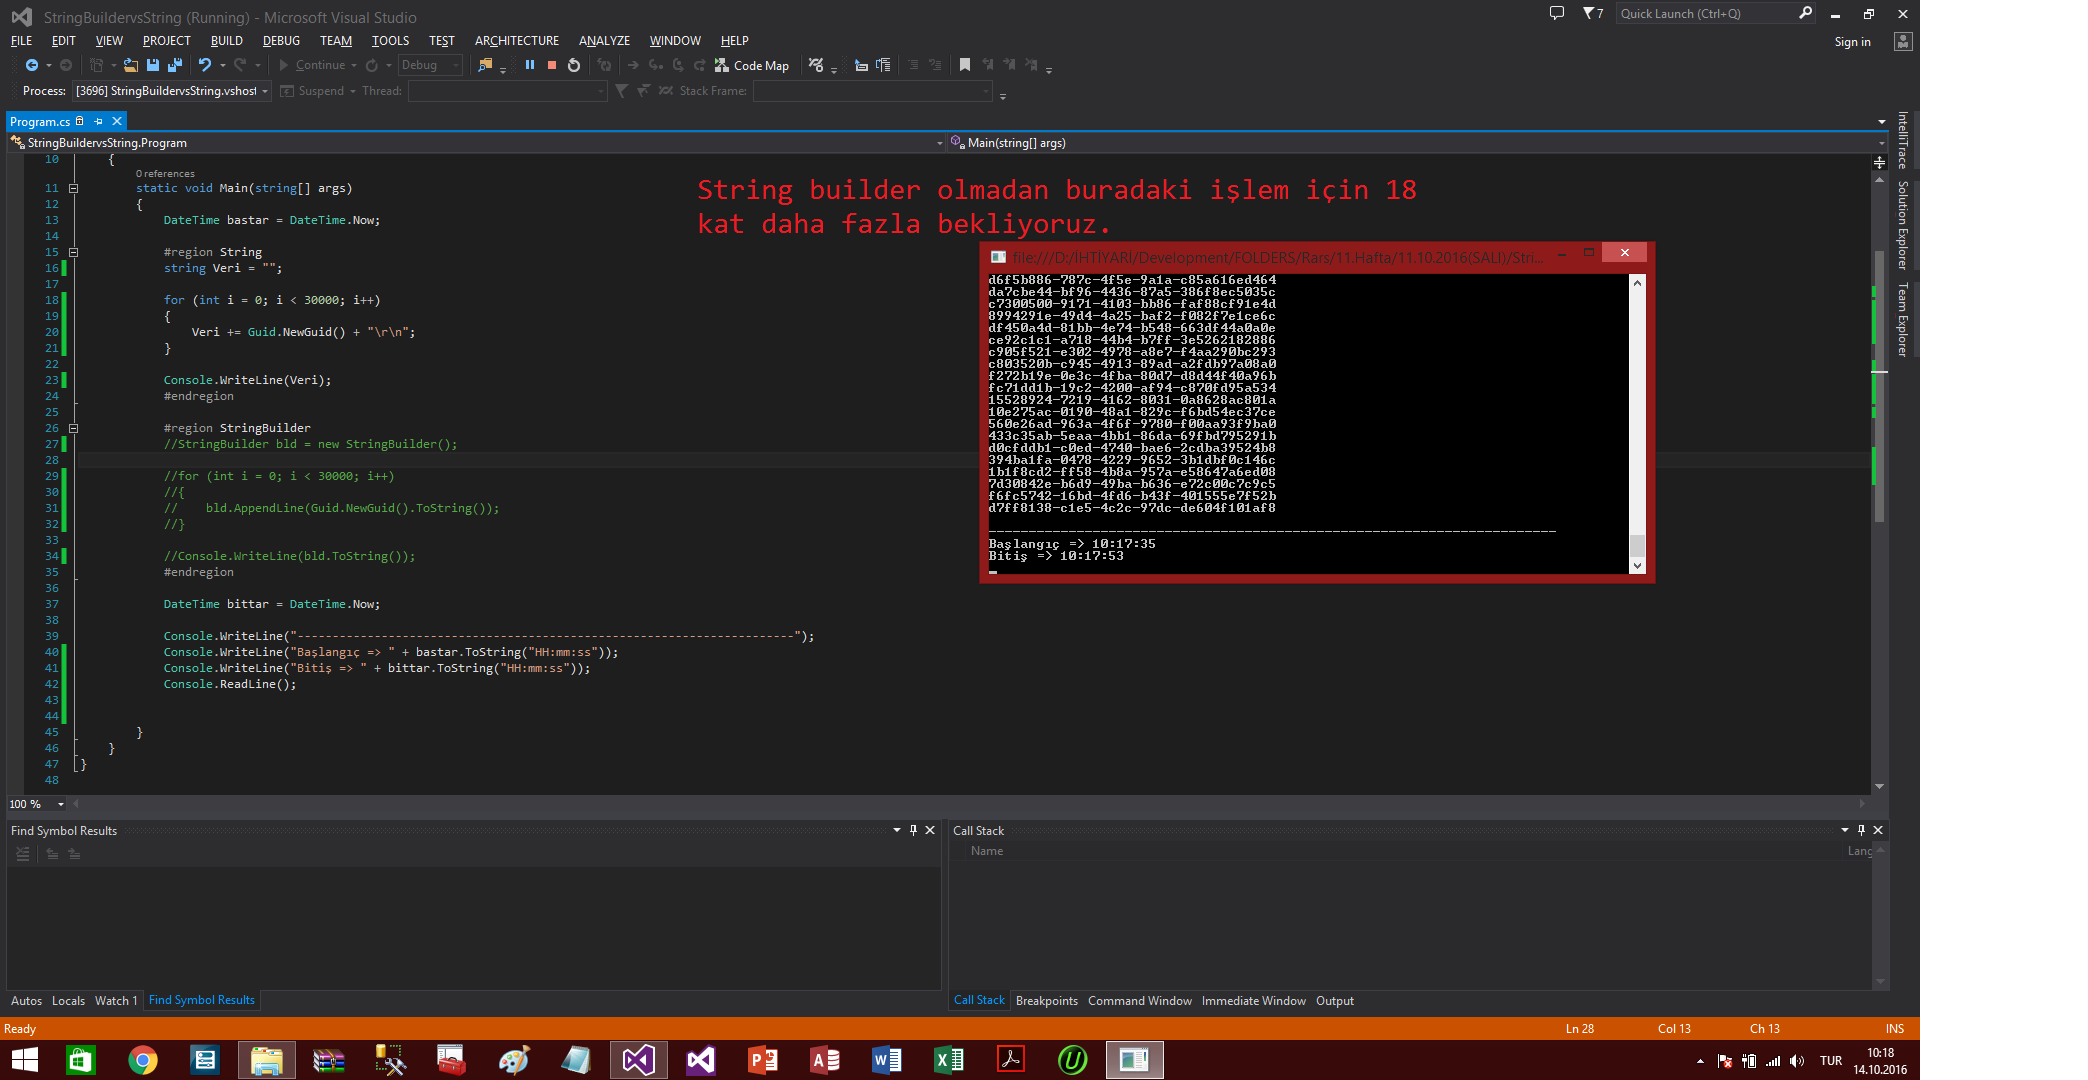 StringBuildervsString (Running) - Microsoft Visual Studio
7
Quick Launch (Ctrl+Q)
FILE EDIT VIEW PROJECT BUILD DEBUG TEAM TOOLS TEST ARCHITECTURE ANALYZE WINDOW HELP
Sign in
Continue Debug Code Map
Process: [3696] StringBuildervsString.vshost Suspend Thread: Stack Frame:
Program.cs
StringBuildervsString.Program
Main(string[] args)
10 {
0 references
11 static void Main(string[] args)
12 {
13 DateTime bastar = DateTime.Now;
14
15 #region String
16 string Veri = "";
17
18 for (int i = 0; i < 30000; i++)
19 {
20 Veri += Guid.NewGuid() + "\r\n";
21 }
22
23 Console.WriteLine(Veri);
24 #endregion
25
26 #region StringBuilder
27 //StringBuilder bld = new StringBuilder();
28
29 //for (int i = 0; i < 30000; i++)
30 //{
31 // bld.AppendLine(Guid.NewGuid().ToString());
32 //}
33
34 //Console.WriteLine(bld.ToString());
35 #endregion
36
37 DateTime bittar = DateTime.Now;
38
39 Console.WriteLine("-----------------------------------------------------------------------");
40 Console.WriteLine("Başlangıç => " + bastar.ToString("HH:mm:ss"));
41 Console.WriteLine("Bitiş => " + bittar.ToString("HH:mm:ss"));
42 Console.ReadLine();
43
44
45 }
46 }
47 }
48
String builder olmadan buradaki işlem için 18
kat daha fazla bekliyoruz.
file:///D:/İHTİYARİ/Development/FOLDERS/Rars/11.Hafta/11.10.2016(SALI)/Stri...
d6f5b886-787c-4f5e-9a1a-c85a616ed464
da7cbe44-bf96-4436-87a5-386f8ec5035c
c7300500-9171-4103-bb86-faf88cf91e4d
8994291e-49d4-4a25-baf2-f082f7e1ce6c
df450a4d-81bb-4e74-b548-663df44a0a0e
ce92c1c1-a718-44b4-b7ff-3e5262182886
c905f521-e302-4978-a8e7-f4aa290bc293
c803520b-c945-4913-89ad-a2fdb97a08a0
f272b19e-0e3c-4fba-80d7-d8d44f40a96b
fc71dd1b-19c2-4200-af94-c870fd95a534
15528924-7219-4162-8031-0a8628ac801a
10e275ac-0190-48a1-829c-f6bd54ec37ce
560e26ad-963a-4f6f-9780-f00aa93f9ba0
433c35ab-5eaa-4bb1-86da-69fbd795291b
d0cfddb1-c0ed-4740-bae6-2cdba39524b8
394ba1fa-0478-4229-9652-3b1dbf0c146c
1b1f8cd2-ff58-4b8a-957a-e58647a6ed08
7d30842e-b6d9-49ba-b636-e72c00c7c9c5
f6fc5742-16bd-4fd6-b43f-401555e7f52b
d7ff8138-c1e5-4c2c-97dc-de604f101af8
-----------------------------------------------------------------------
Başlangıç => 10:17:35
Bitiş => 10:17:53
IntelliTrace
Solution Explorer
Team Explorer
100 %
Find Symbol Results
Call Stack
Name Lang
Autos Locals Watch 1 Find Symbol Results
Call Stack Breakpoints Command Window Immediate Window Output
Ready Ln 28 Col 13 Ch 13 INS
TUR
10:18
14.10.2016